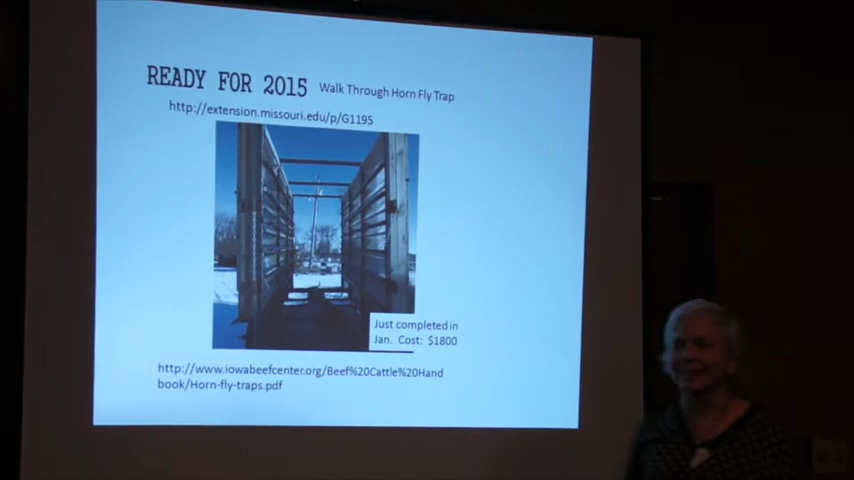 READY FOR 2015 Walk Through Horn Fly Trap
http://extension.missouri.edu/p/G1195
Just completed in
Jan. Cost: $1800
http://www.iowabeefcenter.org/Beef%20Cattle%20Hand
book/Horn-fly-traps.pdf